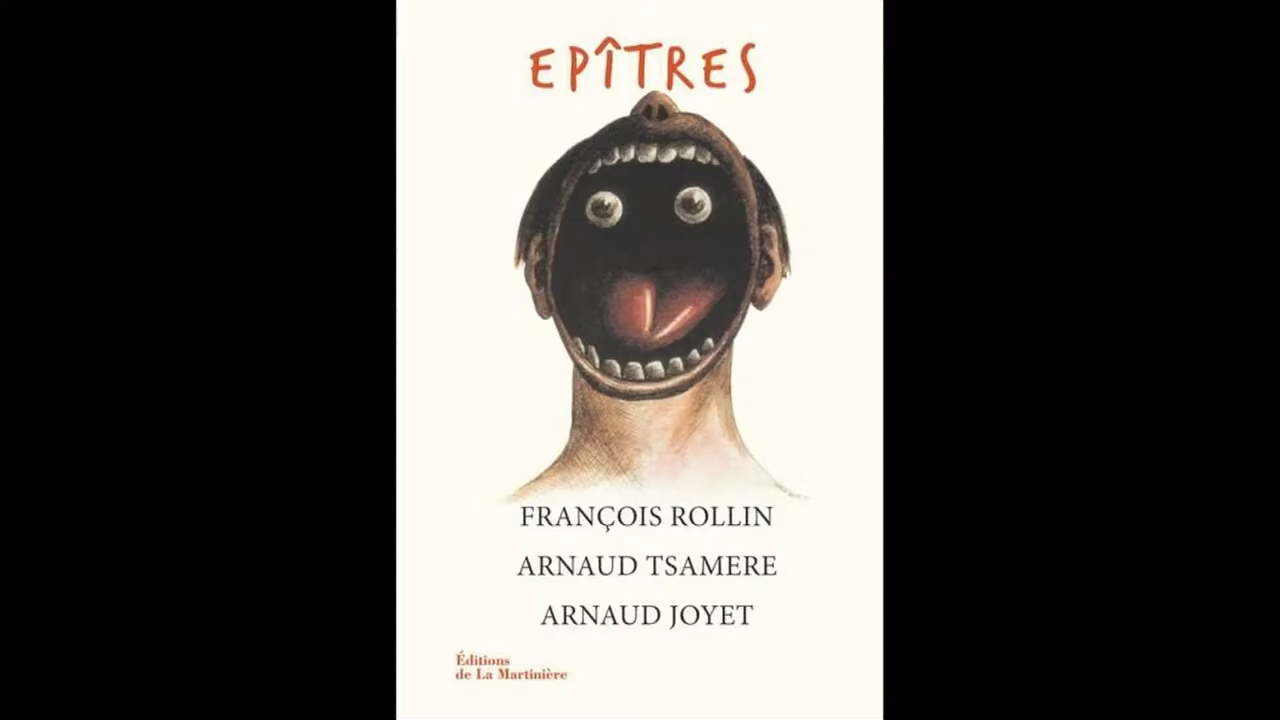 EPÎTRES
FRANÇOIS ROLLIN
ARNAUD TSAMERE
ARNAUD JOYET
Éditions
de La Martinière